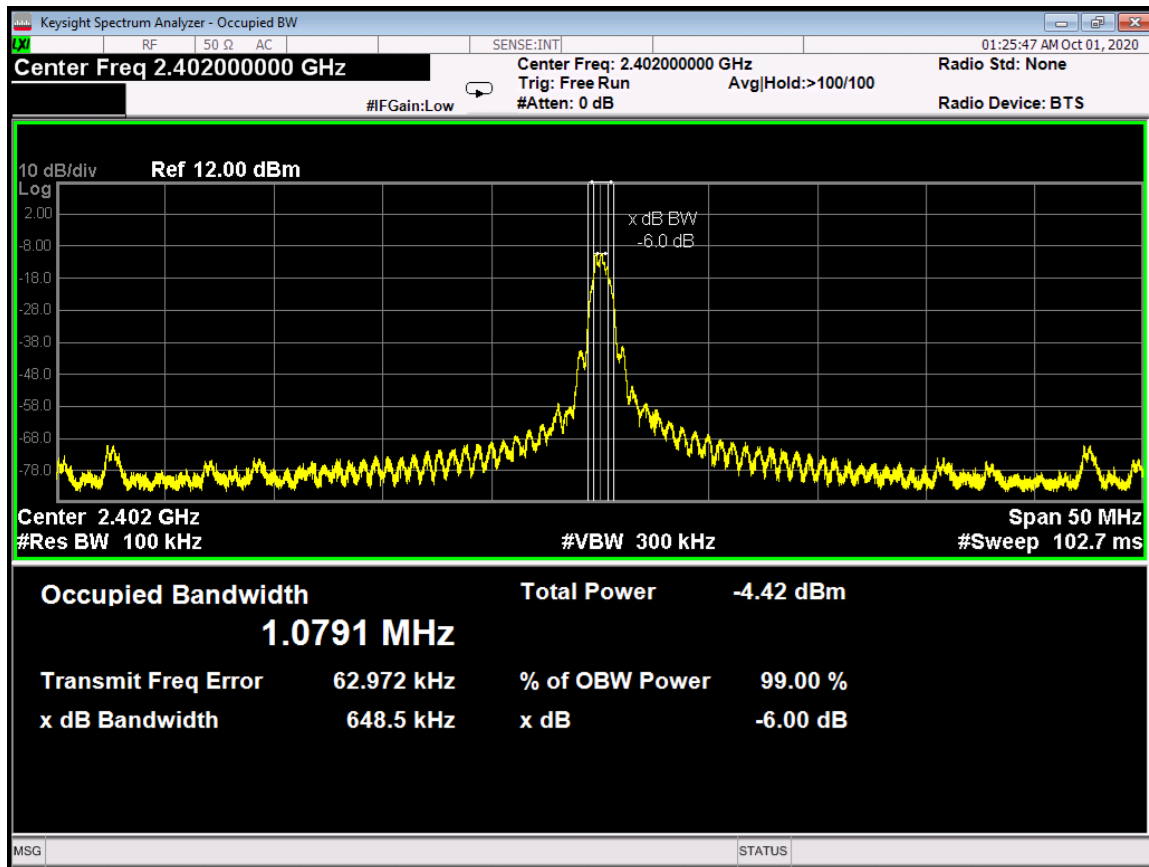 Keysight Spectrum Analyzer - Occupied BW
LXI RF 50 Ω AC SENSE:INT 01:25:47 AM Oct 01, 2020
Center Freq 2.402000000 GHz
#IFGain:Low
Center Freq: 2.402000000 GHz
Trig: Free Run Avg|Hold:>100/100
#Atten: 0 dB
Radio Std: None
Radio Device: BTS
10 dB/div Ref 12.00 dBm
Log
2.00
-8.00
-18.0
-28.0
-38.0
-48.0
-58.0
-68.0
-78.0
x dB BW
-6.0 dB
Center 2.402 GHz Span 50 MHz
#Res BW 100 kHz #VBW 300 kHz #Sweep 102.7 ms
Occupied Bandwidth Total Power -4.42 dBm
1.0791 MHz
Transmit Freq Error 62.972 kHz % of OBW Power 99.00 %
x dB Bandwidth 648.5 kHz x dB -6.00 dB
MSG STATUS